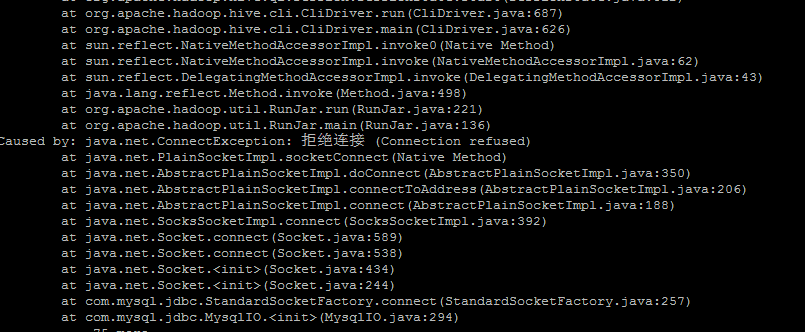 at org.apache.hadoop.hive.cli.CliDriver.run(CliDriver.java:687)
at org.apache.hadoop.hive.cli.CliDriver.main(CliDriver.java:626)
at sun.reflect.NativeMethodAccessorImpl.invoke0(Native Method)
at sun.reflect.NativeMethodAccessorImpl.invoke(NativeMethodAccessorImpl.java:62)
at sun.reflect.DelegatingMethodAccessorImpl.invoke(DelegatingMethodAccessorImpl.java:43)
at java.lang.reflect.Method.invoke(Method.java:498)
at org.apache.hadoop.util.RunJar.run(RunJar.java:221)
at org.apache.hadoop.util.RunJar.main(RunJar.java:136)
Caused by: java.net.ConnectException: 拒绝连接 (Connection refused)
at java.net.PlainSocketImpl.socketConnect(Native Method)
at java.net.AbstractPlainSocketImpl.doConnect(AbstractPlainSocketImpl.java:350)
at java.net.AbstractPlainSocketImpl.connectToAddress(AbstractPlainSocketImpl.java:206)
at java.net.AbstractPlainSocketImpl.connect(AbstractPlainSocketImpl.java:188)
at java.net.SocksSocketImpl.connect(SocksSocketImpl.java:392)
at java.net.Socket.connect(Socket.java:589)
at java.net.Socket.connect(Socket.java:538)
at java.net.Socket.<init>(Socket.java:434)
at java.net.Socket.<init>(Socket.java:244)
at com.mysql.jdbc.StandardSocketFactory.connect(StandardSocketFactory.java:257)
at com.mysql.jdbc.MysqlIO.<init>(MysqlIO.java:294)